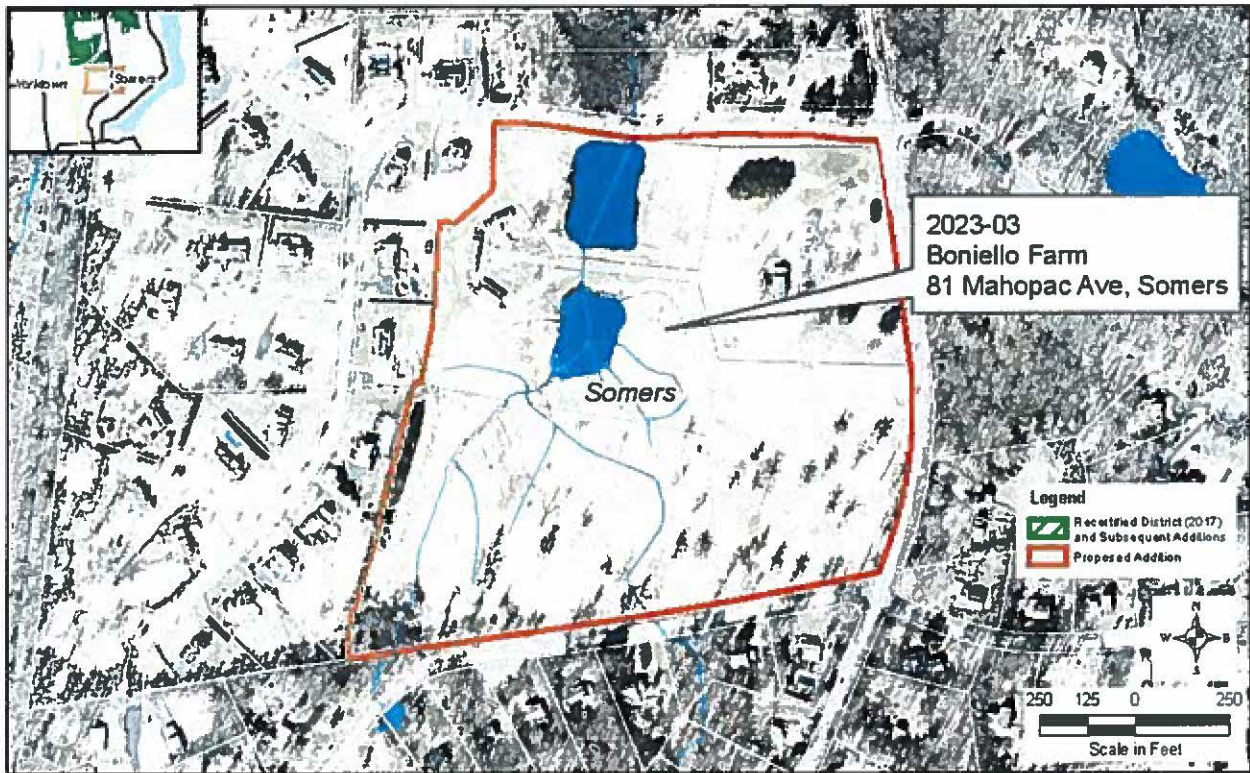 Yorktown
Somers
2023-03
Boniello Farm
81 Mahopac Ave, Somers
Somers
Legend
Recertified District (2017)
and Subsequent Additions
Proposed Addition
N
W E
S
250 125 0 250
Scale in Feet